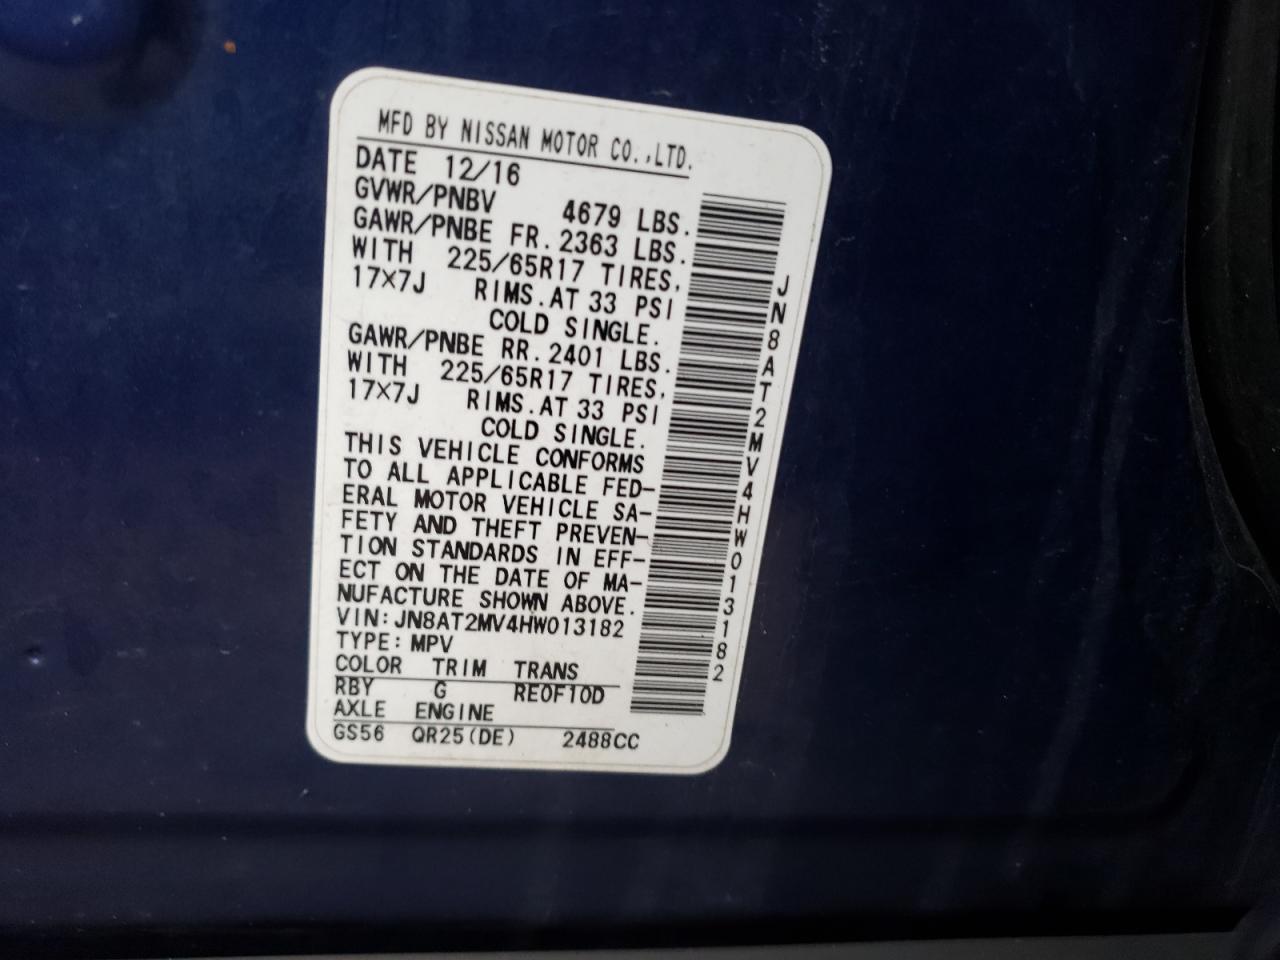 MFD BY NISSAN MOTOR CO.,LTD.
DATE 12/16
GVWR/PNBV 4679 LBS.
GAWR/PNBE FR. 2363 LBS.
WITH 225/65R17 TIRES,
17×7J RIMS.AT 33 PSI
COLD SINGLE.
GAWR/PNBE RR. 2401 LBS.
WITH 225/65R17 TIRES,
17×7J RIMS.AT 33 PSI
COLD SINGLE.
THIS VEHICLE CONFORMS
TO ALL APPLICABLE FED-
ERAL MOTOR VEHICLE SA-
FETY AND THEFT PREVEN-
TION STANDARDS IN EFF-
ECT ON THE DATE OF MA-
NUFACTURE SHOWN ABOVE.
VIN:JN8AT2MV4HW013182
TYPE:MPV
COLOR TRIM TRANS
RBY G RE0F10D
AXLE ENGINE
GS56 QR25(DE) 2488CC
JN8AT2MV4HW013182